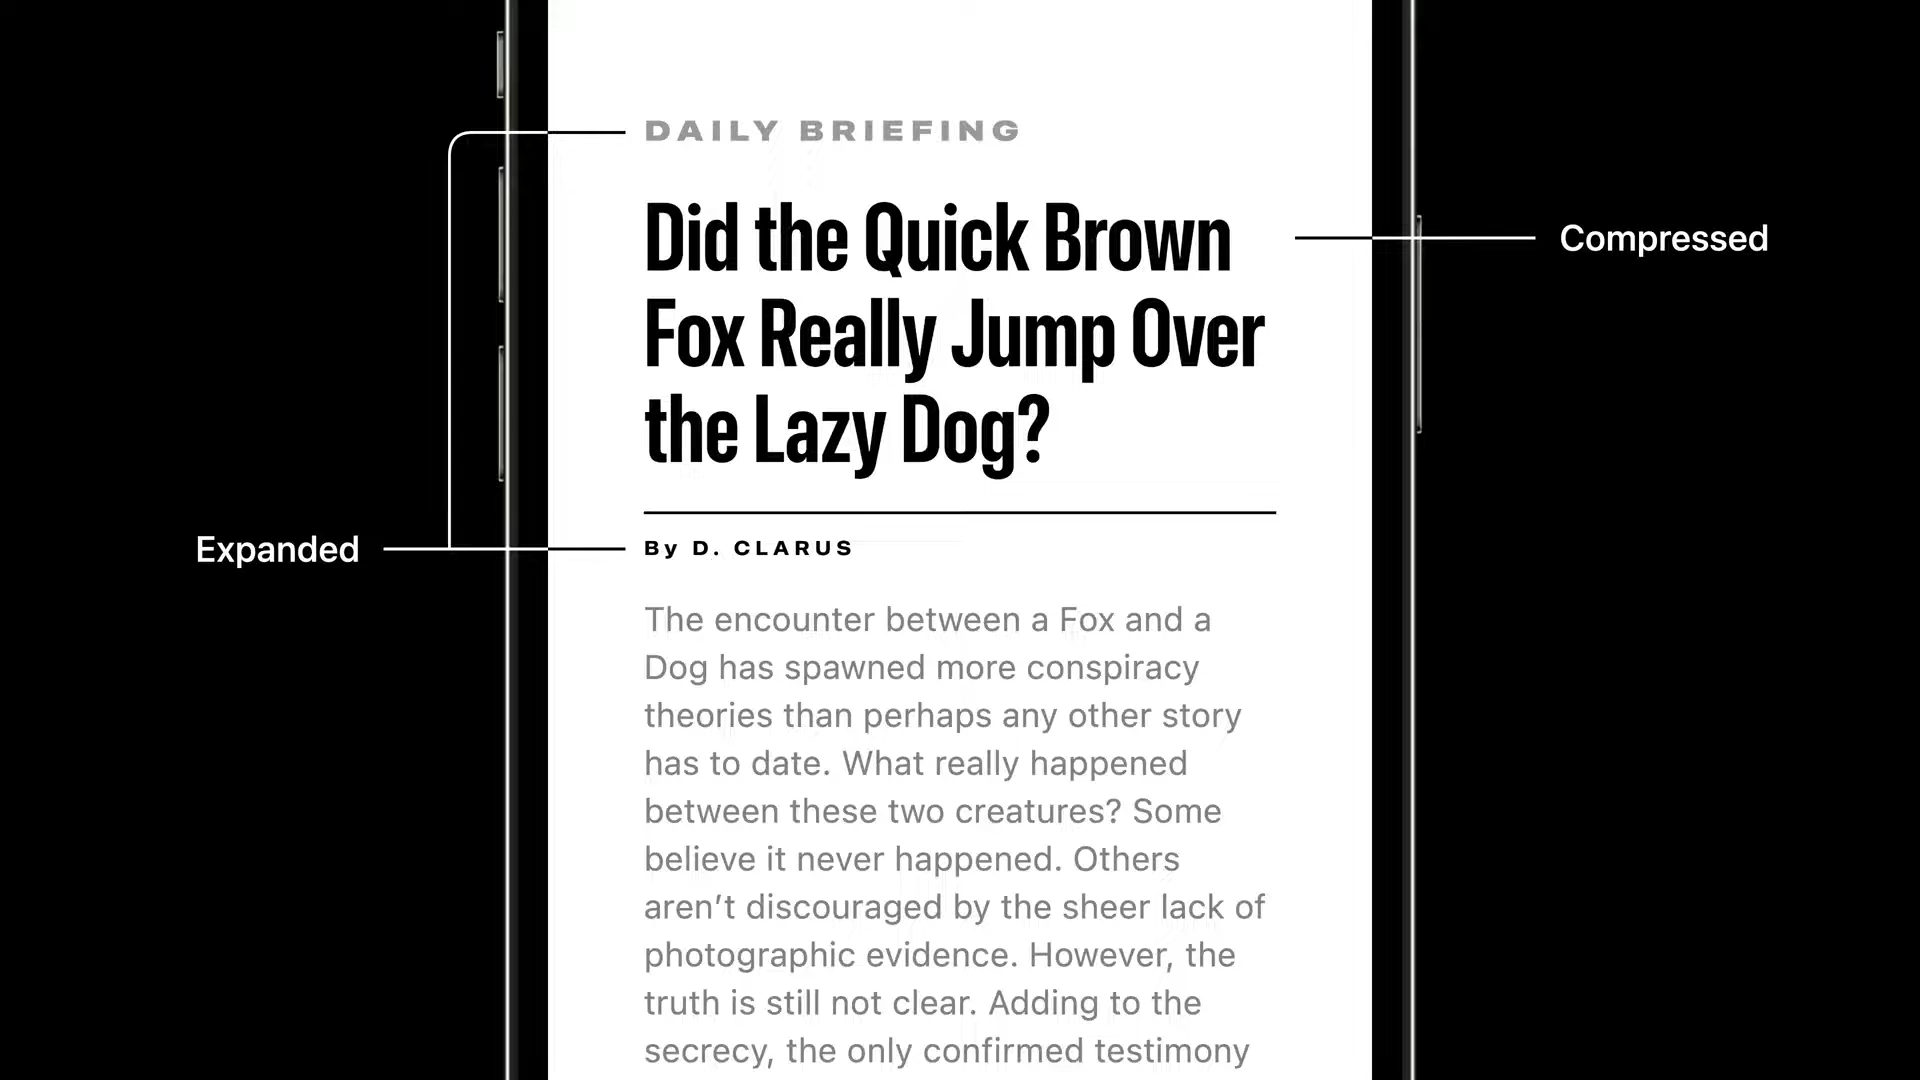 DAILY BRIEFING
Did the Quick Brown
Fox Really Jump Over
the Lazy Dog?
Compressed
Expanded
By D. CLARUS
The encounter between a Fox and a
Dog has spawned more conspiracy
theories than perhaps any other story
has to date. What really happened
between these two creatures? Some
believe it never happened. Others
aren’t discouraged by the sheer lack of
photographic evidence. However, the
truth is still not clear. Adding to the
secrecy, the only confirmed testimony